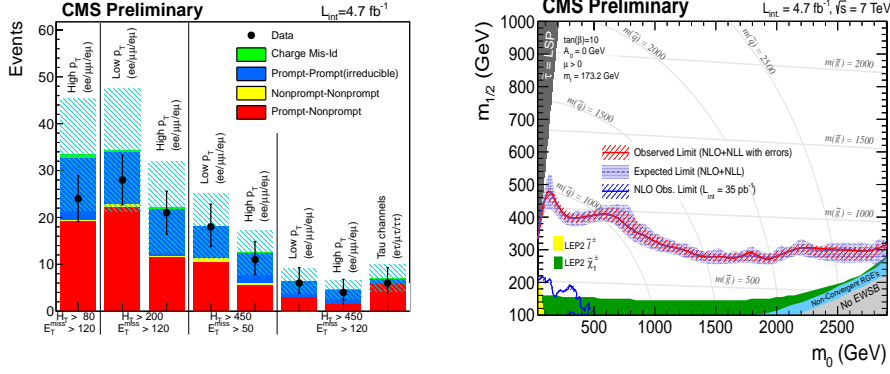 CMS Preliminary
L_int=4.7 fb⁻¹
Events
60
50
40
30
20
10
0
Data
Charge Mis-Id
Prompt-Prompt(irreducible)
Nonprompt-Nonprompt
Prompt-Nonprompt
High p_T
(ee/μμ/eμ)
Low p_T
(ee/μμ/eμ)
High p_T
(ee/μμ/eμ)
Low p_T
(ee/μμ/eμ)
High p_T
(ee/μμ/eμ)
Low p_T
(ee/μμ/eμ)
High p_T
(ee/μμ/eμ)
Tau channels
(eτ/μτ/ττ)
H_T > 80
E_T^miss > 120
H_T > 200
E_T^miss > 120
H_T > 450
E_T^miss > 50
H_T > 450
E_T^miss > 120
CMS Preliminary
L_int. = 4.7 fb⁻¹, √s = 7 TeV
m_1/2 (GeV)
1000
900
800
700
600
500
400
300
200
100
tan(β)=10
A_0 = 0 GeV
μ > 0
m_t = 173.2 GeV
τ̃ = LSP
m(q̃) = 2000
m(q̃) = 2500
m(g̃) = 2000
m(q̃) = 1500
m(g̃) = 1500
m(q̃) = 1000
m(g̃) = 1000
m(g̃) = 500
Observed Limit (NLO+NLL with errors)
Expected Limit (NLO+NLL)
NLO Obs. Limit (L_int = 35 pb⁻¹)
LEP2 l̃^±
LEP2 χ̃_1^±
Non-Convergent RGE's
No EWSB
500
1000
1500
2000
2500
m_0 (GeV)